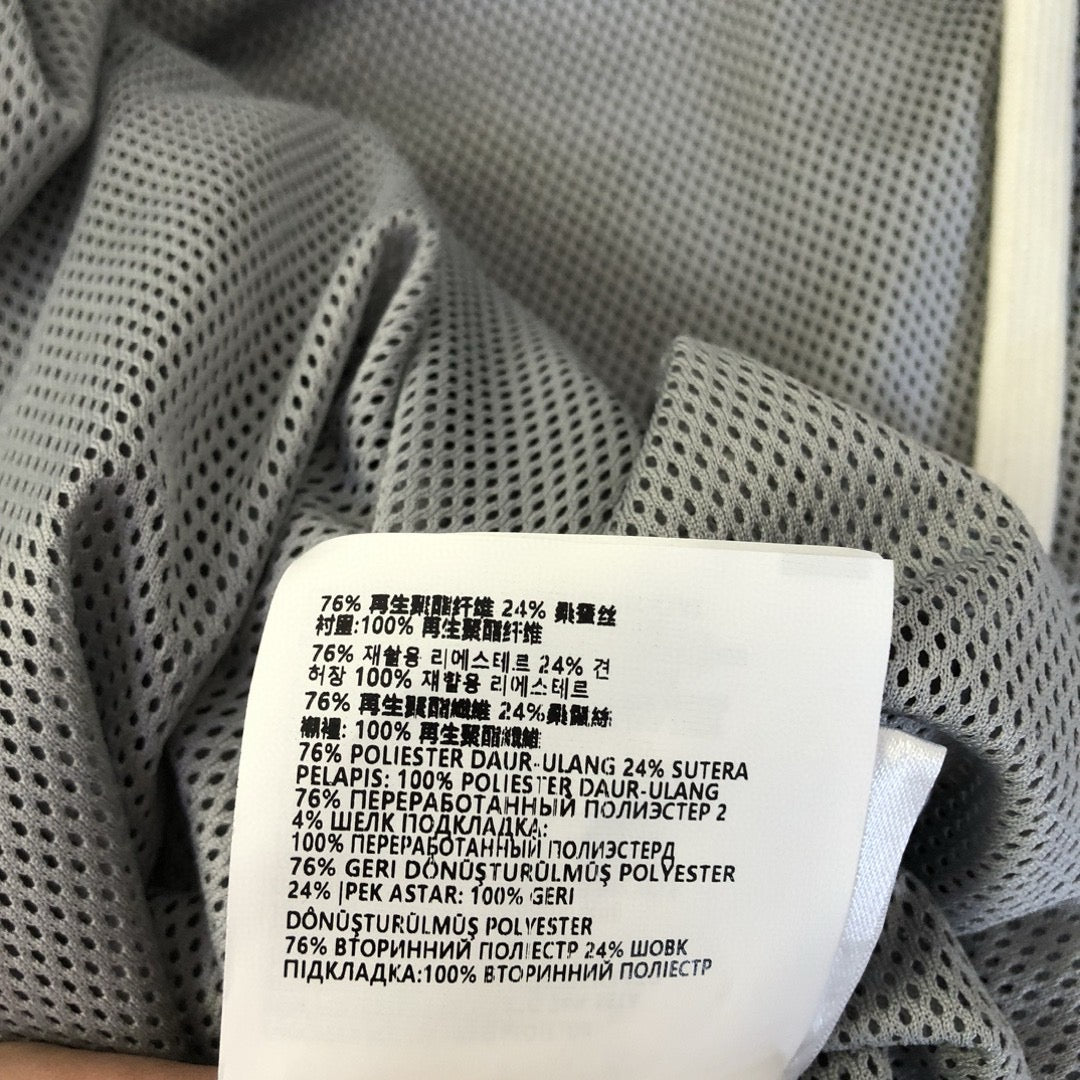 76% 再生聚酯纤维 24% 桑蚕丝
衬里:100% 再生聚酯纤维
76% 재활용 리에스테르 24% 견
허장 100% 재활용 리에스테르
76% 再生聚酯纖維 24%桑蠶絲
襯裡: 100% 再生聚酯纖維
76% POLIESTER DAUR-ULANG 24% SUTERA
PELAPIS: 100% POLIESTER DAUR-ULANG
76% ПЕРЕРАБОТАННЫЙ ПОЛИЭСТЕР 2
4% ШЕЛК ПОДКЛАДКА:
100% ПЕРЕРАБОТАННЫЙ ПОЛИЭСТЕРД
76% GERI DÔNÜŞTURÜLMÜŞ POLYESTER
24% |PEK ASTAR: 100% GERI
DÔNÜŞTURÜLMÜŞ POLYESTER
76% ВТОРИННИЙ ПОЛІЕСТР 24% ШОВК
ПІДКЛАДКА:100% ВТОРИННИЙ ПОЛІЕСТР